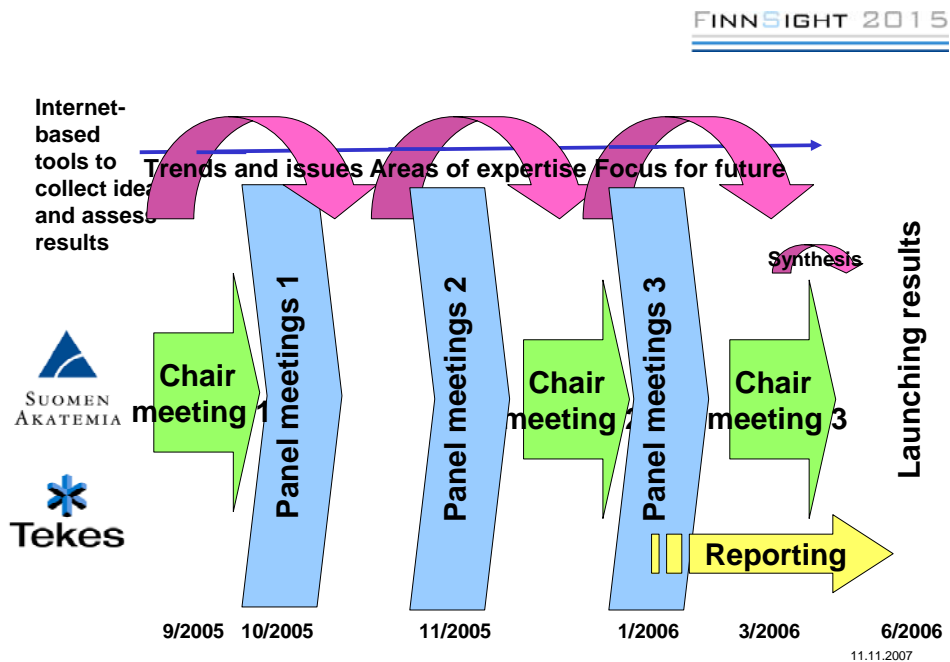 FINNSIGHT 2015
Internet-
based
tools to
collect idea
and assess
results
Trends and issues Areas of expertise Focus for future
Synthesis
Launching results
Panel meetings 1
Panel meetings 2
Panel meetings 3
Chair
meeting 1
Chair
meeting 2
Chair
meeting 3
SUOMEN
AKATEMIA
Tekes
Reporting
9/2005 10/2005 11/2005 1/2006 3/2006 6/2006
11.11.2007